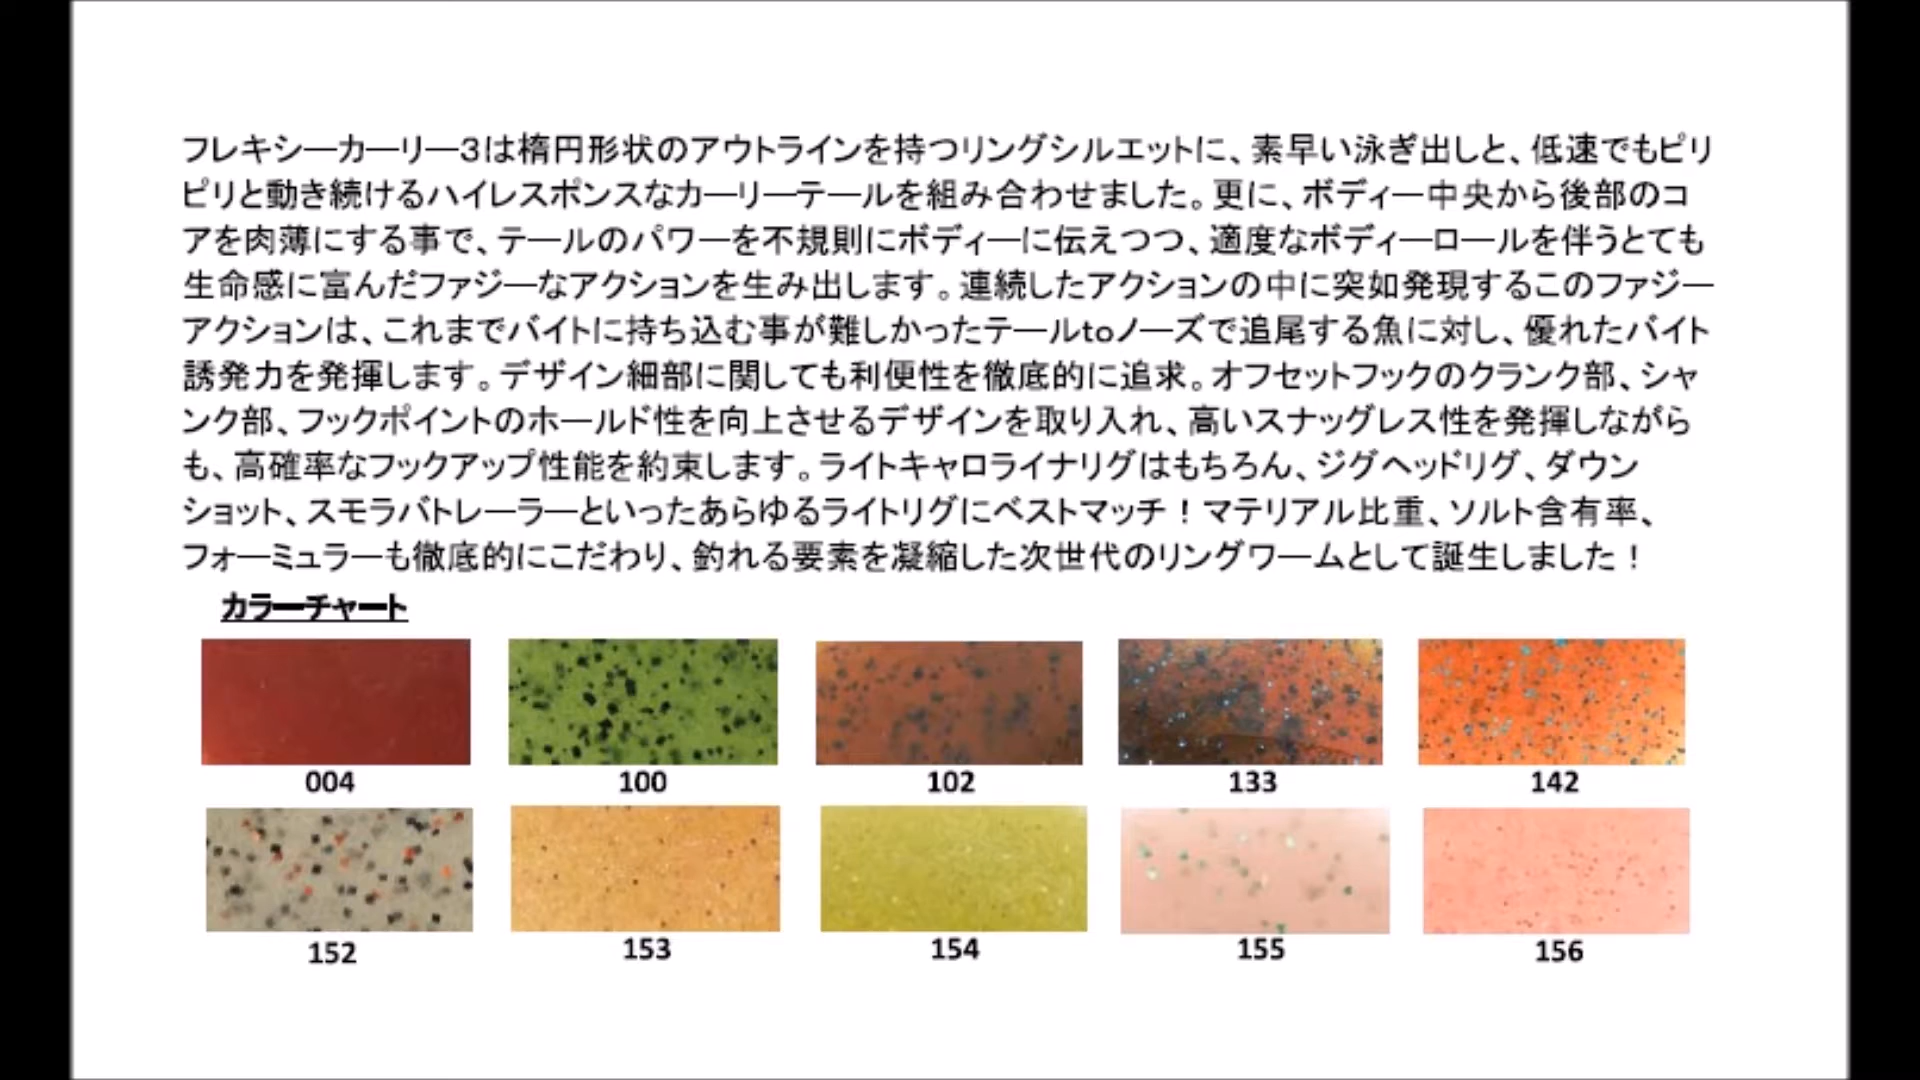 フレキシーカーリー3は楕円形状のアウトラインを持つリングシルエットに、素早い泳ぎ出しと、低速でもピリ
ピリと動き続けるハイレスポンスなカーリーテールを組み合わせました。更に、ボディー中央から後部のコ
アを肉薄にする事で、テールのパワーを不規則にボディーに伝えつつ、適度なボディーロールを伴うとても
生命感に富んだファジーなアクションを生み出します。連続したアクションの中に突如発現するこのファジー
アクションは、これまでバイトに持ち込む事が難しかったテールtoノーズで追尾する魚に対し、優れたバイト
誘発力を発揮します。デザイン細部に関しても利便性を徹底的に追求。オフセットフックのクランク部、シャ
ンク部、フックポイントのホールド性を向上させるデザインを取り入れ、高いスナッグレス性を発揮しながら
も、高確率なフックアップ性能を約束します。ライトキャロライナリグはもちろん、ジグヘッドリグ、ダウン
ショット、スモラバトレーラーといったあらゆるライトリグにベストマッチ！マテリアル比重、ソルト含有率、
フォーミュラーも徹底的にこだわり、釣れる要素を凝縮した次世代のリングワームとして誕生しました！
カラーチャート
004 100 102 133 142
152 153 154 155 156